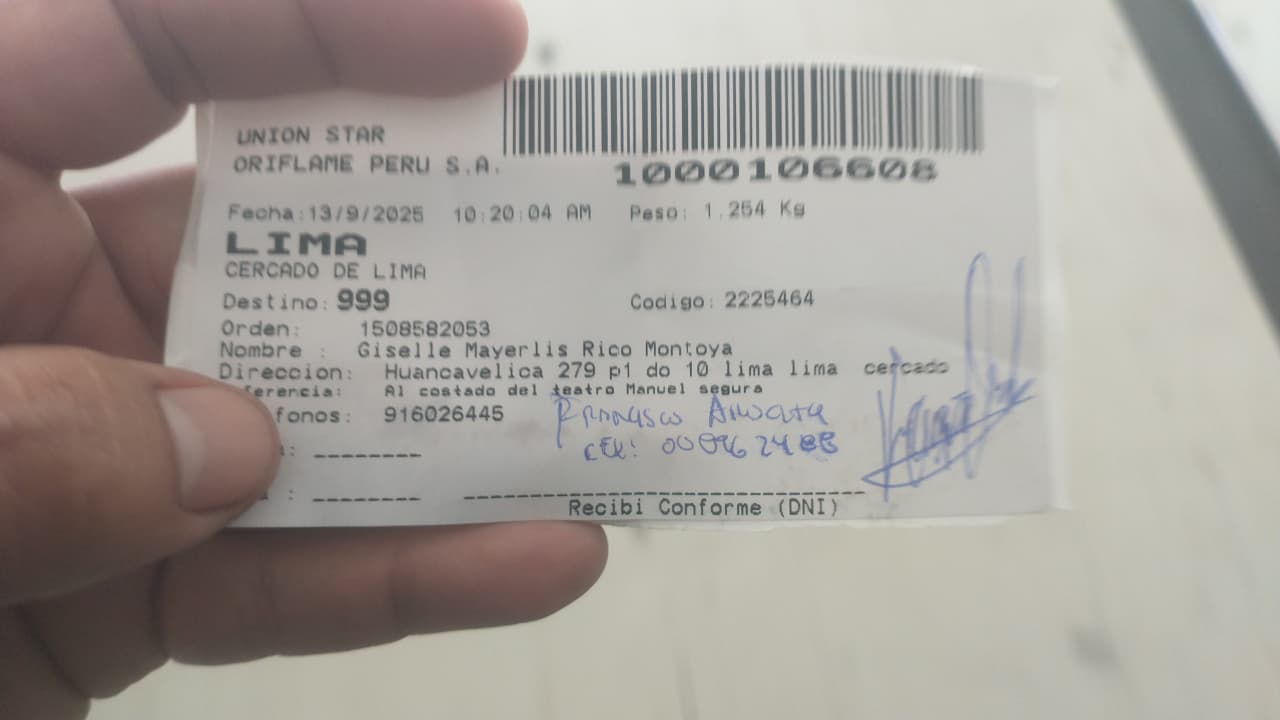 UNION STAR
ORIFLAME PERU S.A.
1000106608
Fecha:13/9/2025 10:20:04 AM Peso: 1.254 Kg
LIMA
CERCADO DE LIMA
Destino: 999 Codigo: 2225464
Orden: 1508582053
Nombre : Giselle Mayerlis Rico Montoya
Direccion: Huancavelica 279 p1 do 10 lima lima cercado
erencia: Al costado del teatro Manuel segura
fonos: 916026445
Francisco
: --------
: -------- --------------------------------
Recibi Conforme (DNI)